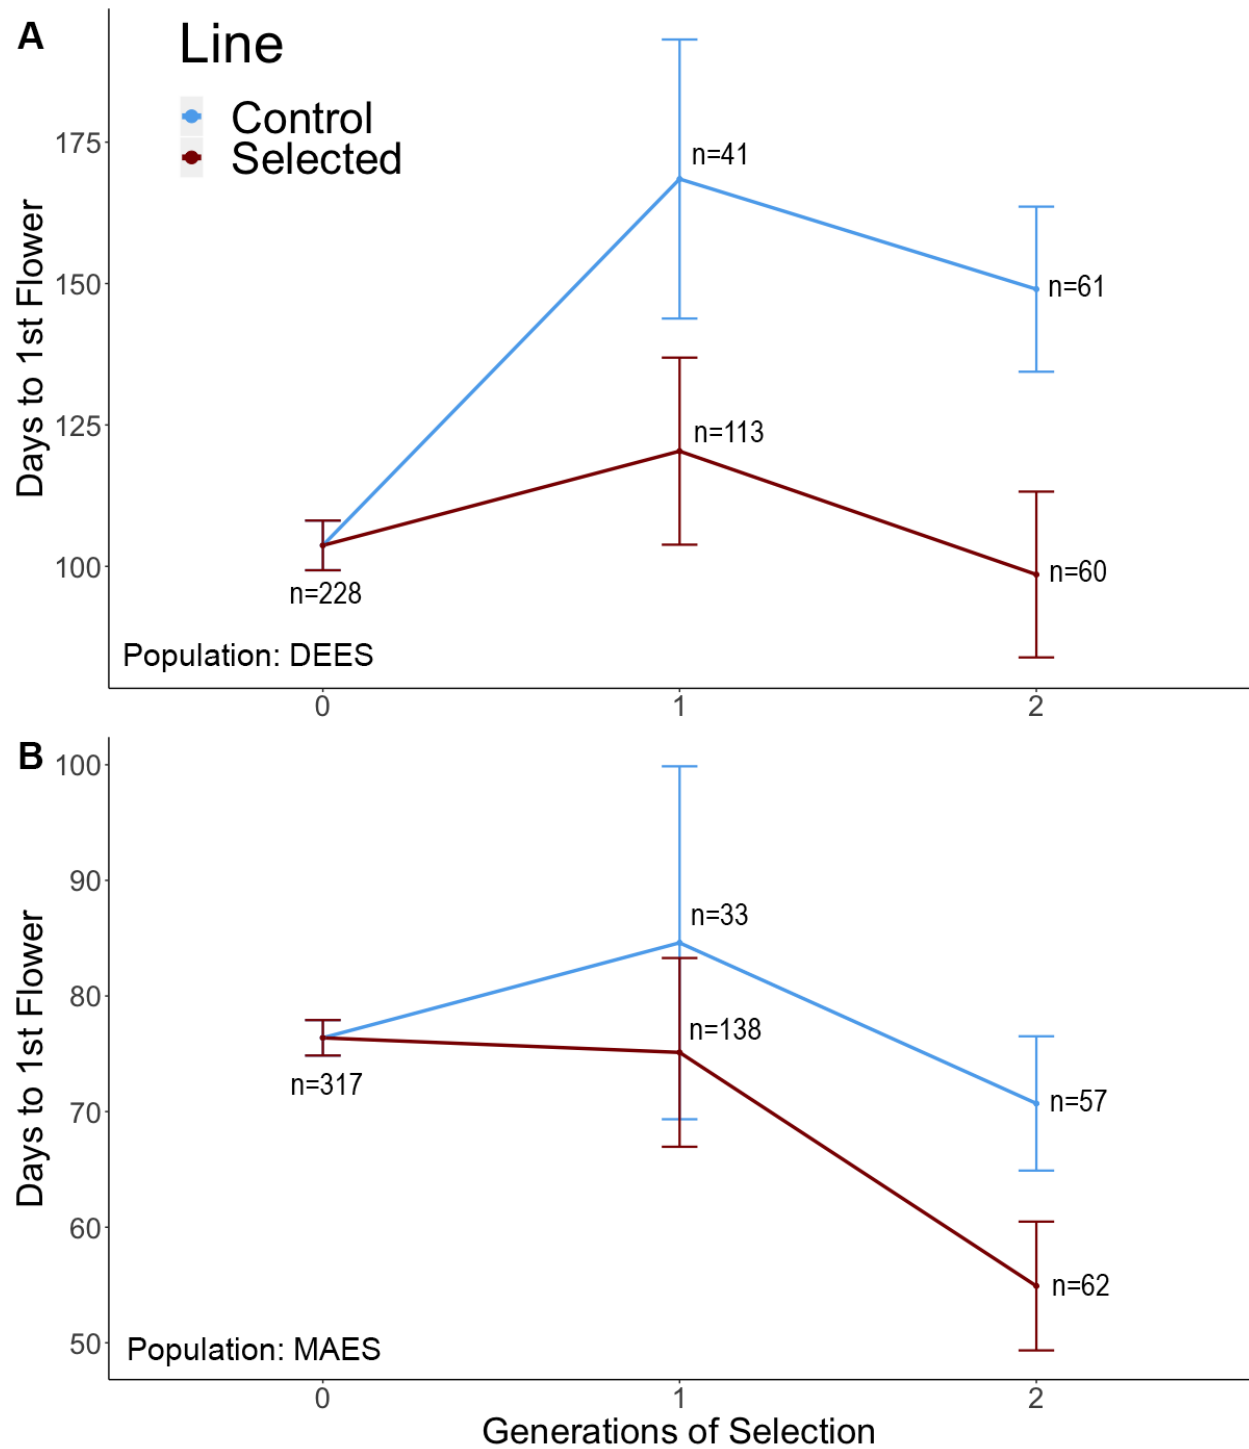 A
Line
Control
Selected
Days to 1st Flower
175
150
125
100
n=41
n=61
n=113
n=60
n=228
Population: DEES
0
1
2
B
Days to 1st Flower
100
90
80
70
60
50
n=33
n=138
n=317
n=57
n=62
Population: MAES
0
1
2
Generations of Selection